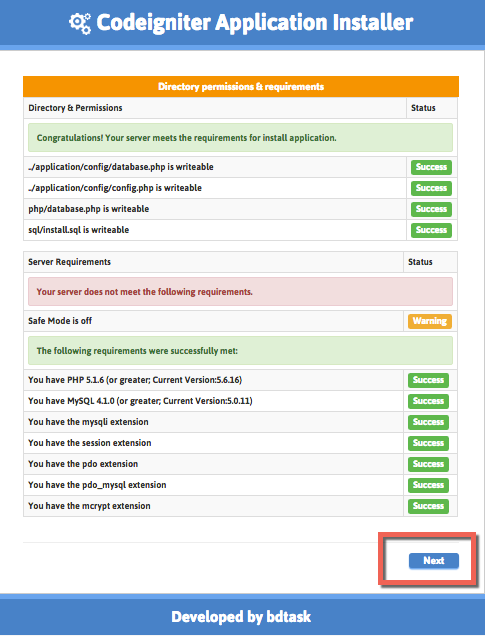 Codeigniter Application Installer
Directory permissions & requirements
Directory & Permissions Status
Congratulations! Your server meets the requirements for install application.
../application/config/database.php is writeable Success
../application/config/config.php is writeable Success
php/database.php is writeable Success
sql/install.sql is writeable Success
Server Requirements Status
Your server does not meet the following requirements.
Safe Mode is off Warning
The following requirements were successfully met:
You have PHP 5.1.6 (or greater; Current Version:5.6.16) Success
You have MySQL 4.1.0 (or greater; Current Version:5.0.11) Success
You have the mysqli extension Success
You have the session extension Success
You have the pdo extension Success
You have the pdo_mysql extension Success
You have the mcrypt extension Success
Next
Developed by bdtask